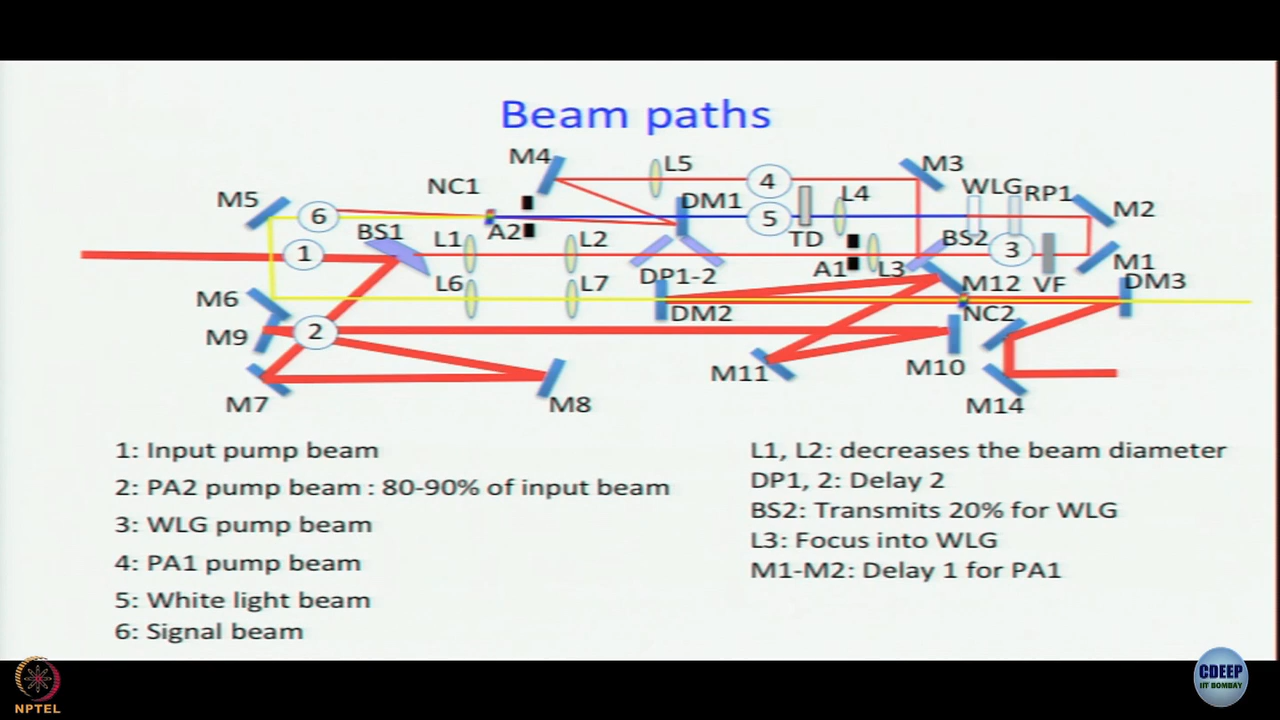 Beam paths
M4 L5 4 M3
M5 6 NC1 A2 DM1 5 TD L4 WLG RP1 M2
1 BS1 L1 L2 DP1-2 A1 L3 BS2 3 VF M1
M6 L6 L7 DM2 M12 NC2 DM3
M9 2 M11 M10
M7 M8 M14
1: Input pump beam
2: PA2 pump beam : 80-90% of input beam
3: WLG pump beam
4: PA1 pump beam
5: White light beam
6: Signal beam
L1, L2: decreases the beam diameter
DP1, 2: Delay 2
BS2: Transmits 20% for WLG
L3: Focus into WLG
M1-M2: Delay 1 for PA1
NPTEL
CDEEP
IIT BOMBAY